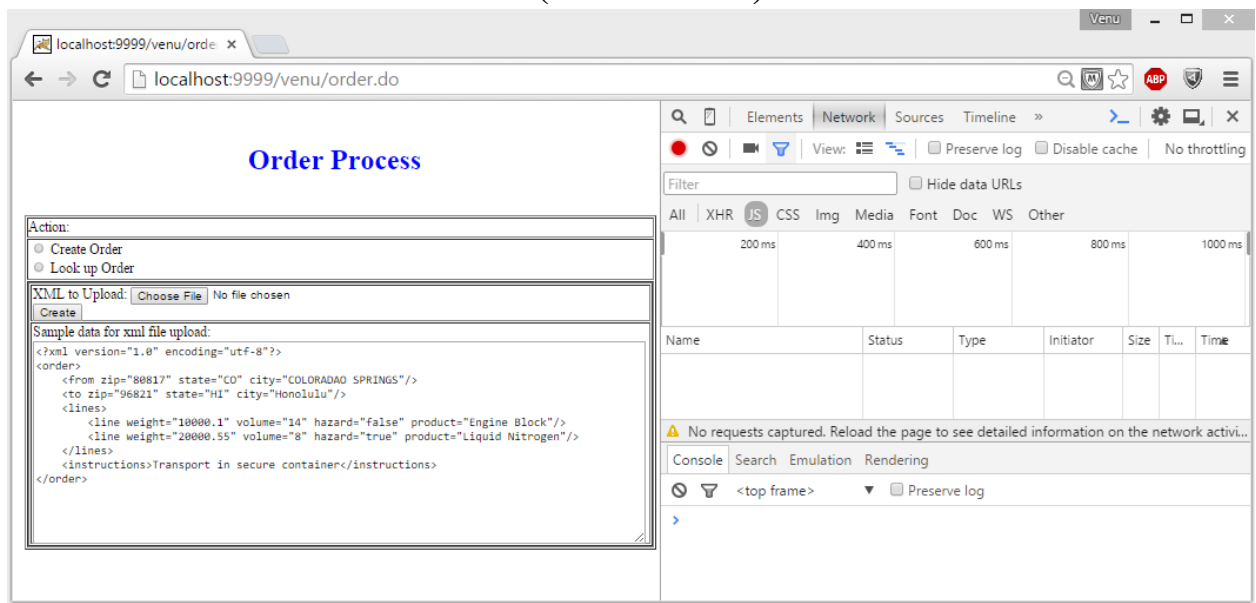 Venu
localhost:9999/venu/orde
localhost:9999/venu/order.do
ABP
Order Process
Action:
Create Order
Look up Order
XML to Upload: Choose File No file chosen
Create
Sample data for xml file upload:
<?xml version="1.0" encoding="utf-8"?>
<order>
<from zip="80817" state="CO" city="COLORADAO SPRINGS"/>
<to zip="96821" state="HI" city="Honolulu"/>
<lines>
<line weight="10000.1" volume="14" hazard="false" product="Engine Block"/>
<line weight="20000.55" volume="8" hazard="true" product="Liquid Nitrogen"/>
</lines>
<instructions>Transport in secure container</instructions>
</order>
Elements Network Sources Timeline »
View: Preserve log Disable cache No throttling
Filter Hide data URLs
All XHR JS CSS Img Media Font Doc WS Other
200 ms 400 ms 600 ms 800 ms 1000 ms
Name Status Type Initiator Size Ti... Time
No requests captured. Reload the page to see detailed information on the network activi...
Console Search Emulation Rendering
<top frame> ▼ Preserve log
>